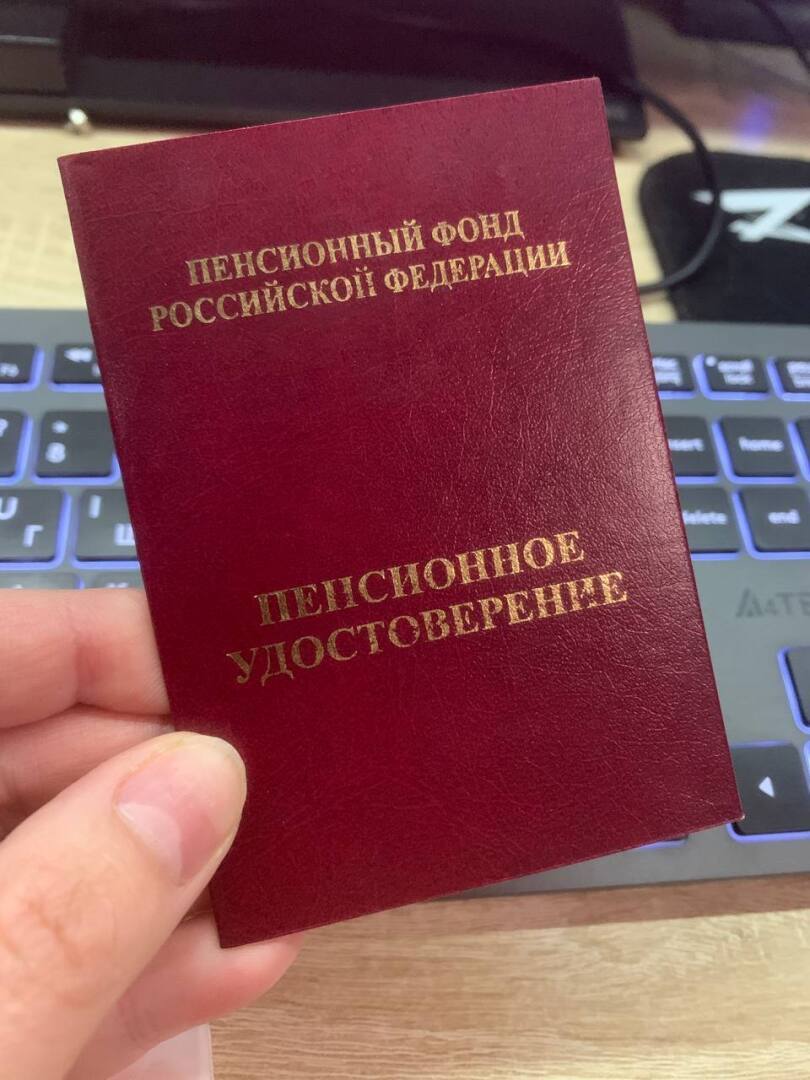 ПЕНСИОННЫЙ ФОНД
РОССИЙСКОЙ ФЕДЕРАЦИИ
ПЕНСИОННОЕ
УДОСТОВЕРЕНИЕ
home
end
delete